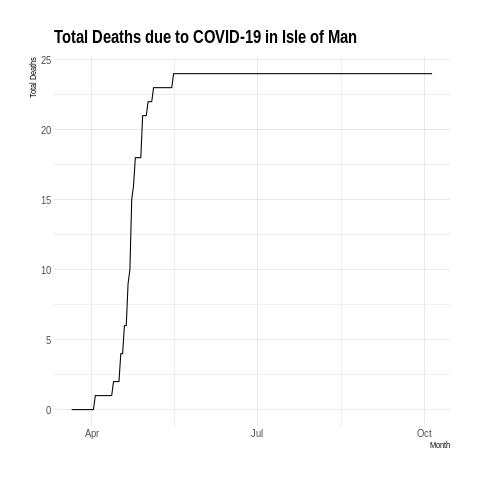 Total Deaths due to COVID-19 in Isle of Man
Total Deaths
25
20
15
10
5
0
Apr
Jul
Oct
Month